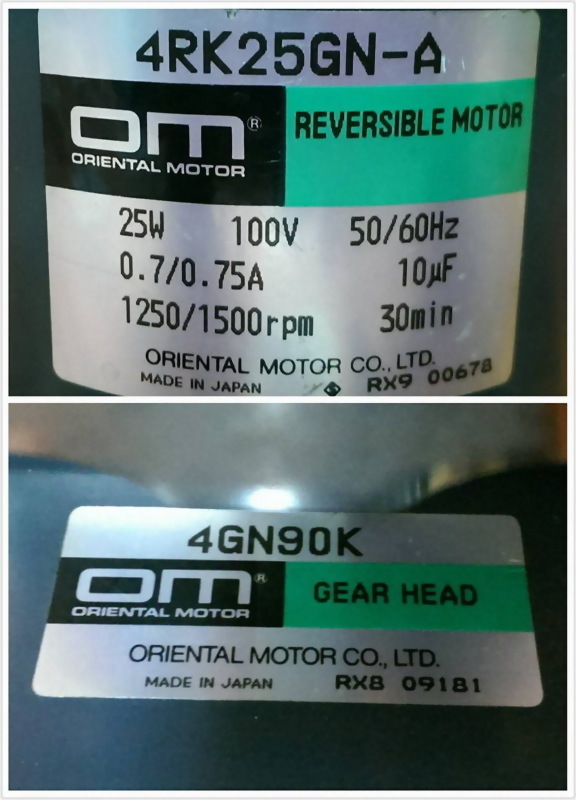 4RK25GN-A
om®
ORIENTAL MOTOR
REVERSIBLE MOTOR
25W 100V 50/60Hz
0.7/0.75A 10μF
1250/1500rpm 30min
ORIENTAL MOTOR CO., LTD.
MADE IN JAPAN S RX9 00678
4GN90K
om®
ORIENTAL MOTOR
GEAR HEAD
ORIENTAL MOTOR CO., LTD.
MADE IN JAPAN RX8 09181